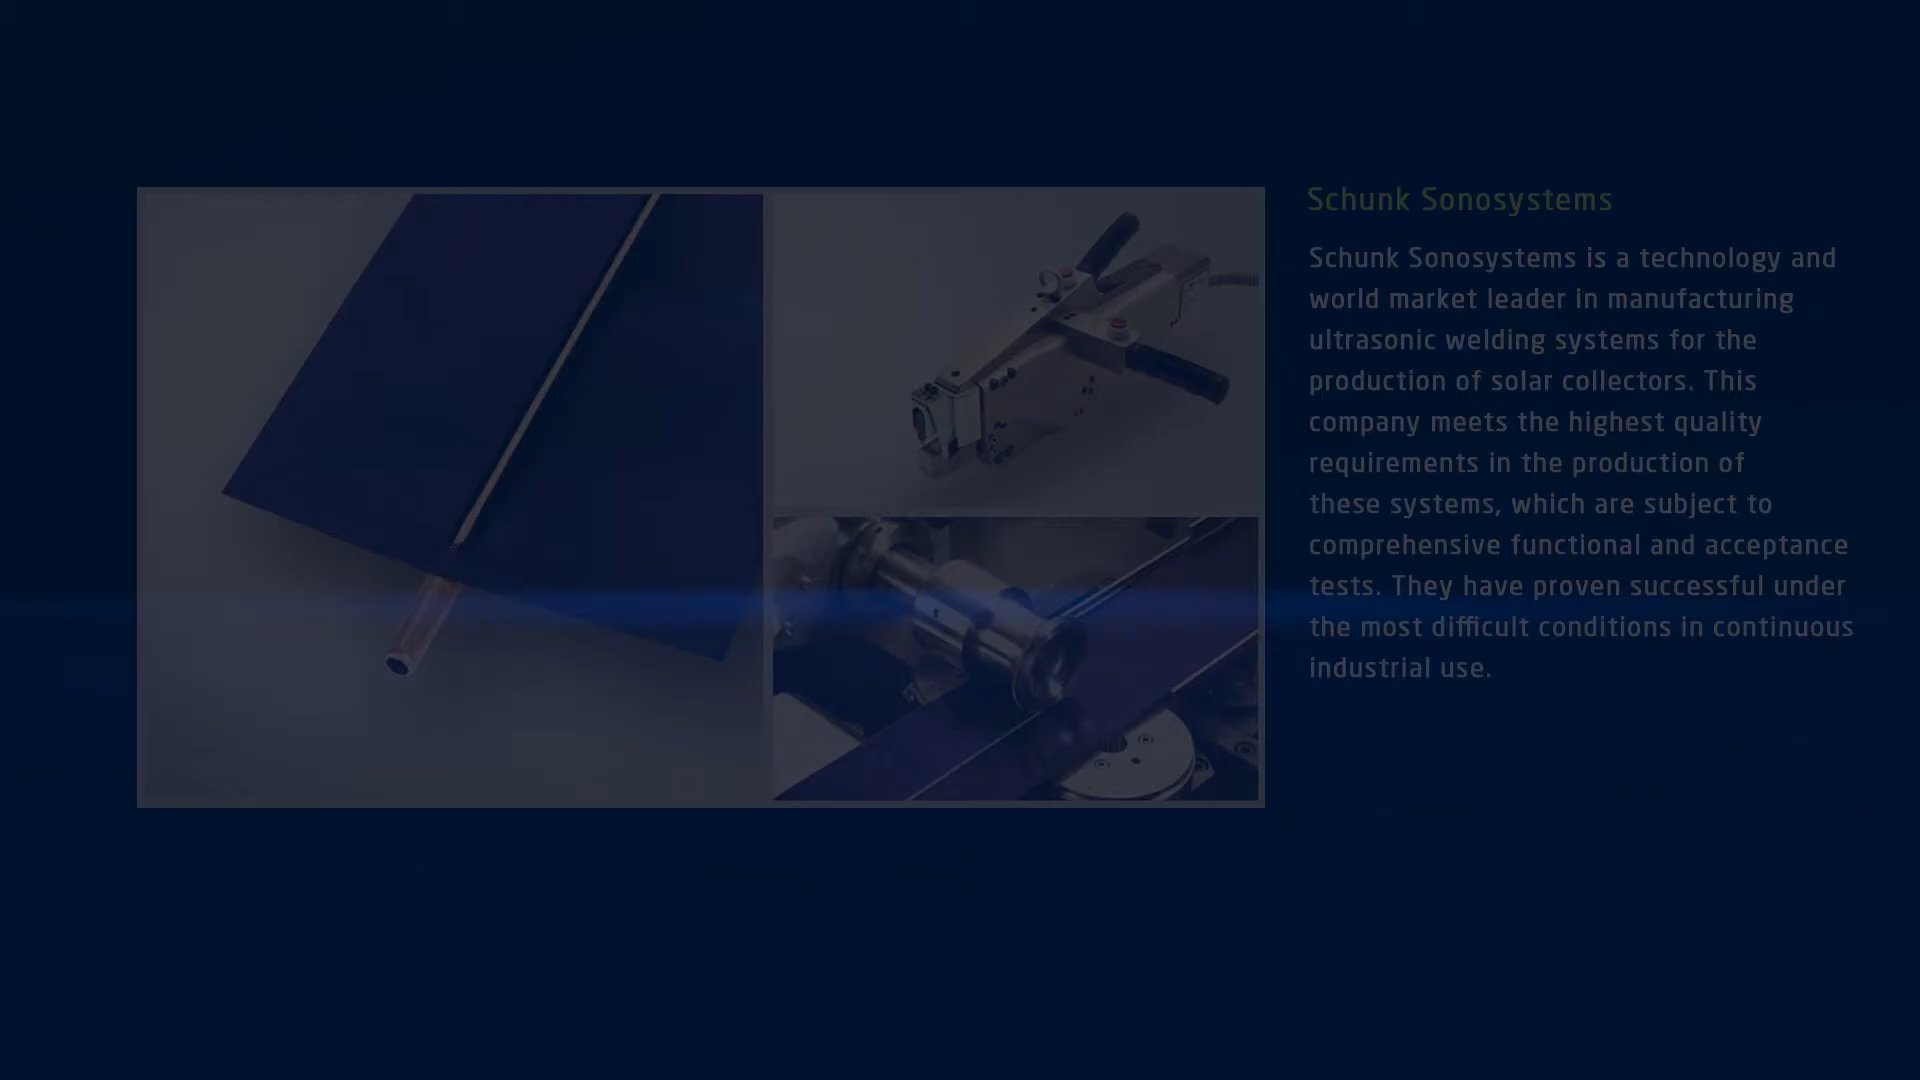 Schunk Sonosystems
Schunk Sonosystems is a technology and
world market leader in manufacturing
ultrasonic welding systems for the
production of solar collectors. This
company meets the highest quality
requirements in the production of
these systems, which are subject to
comprehensive functional and acceptance
tests. They have proven successful under
the most difficult conditions in continuous
industrial use.